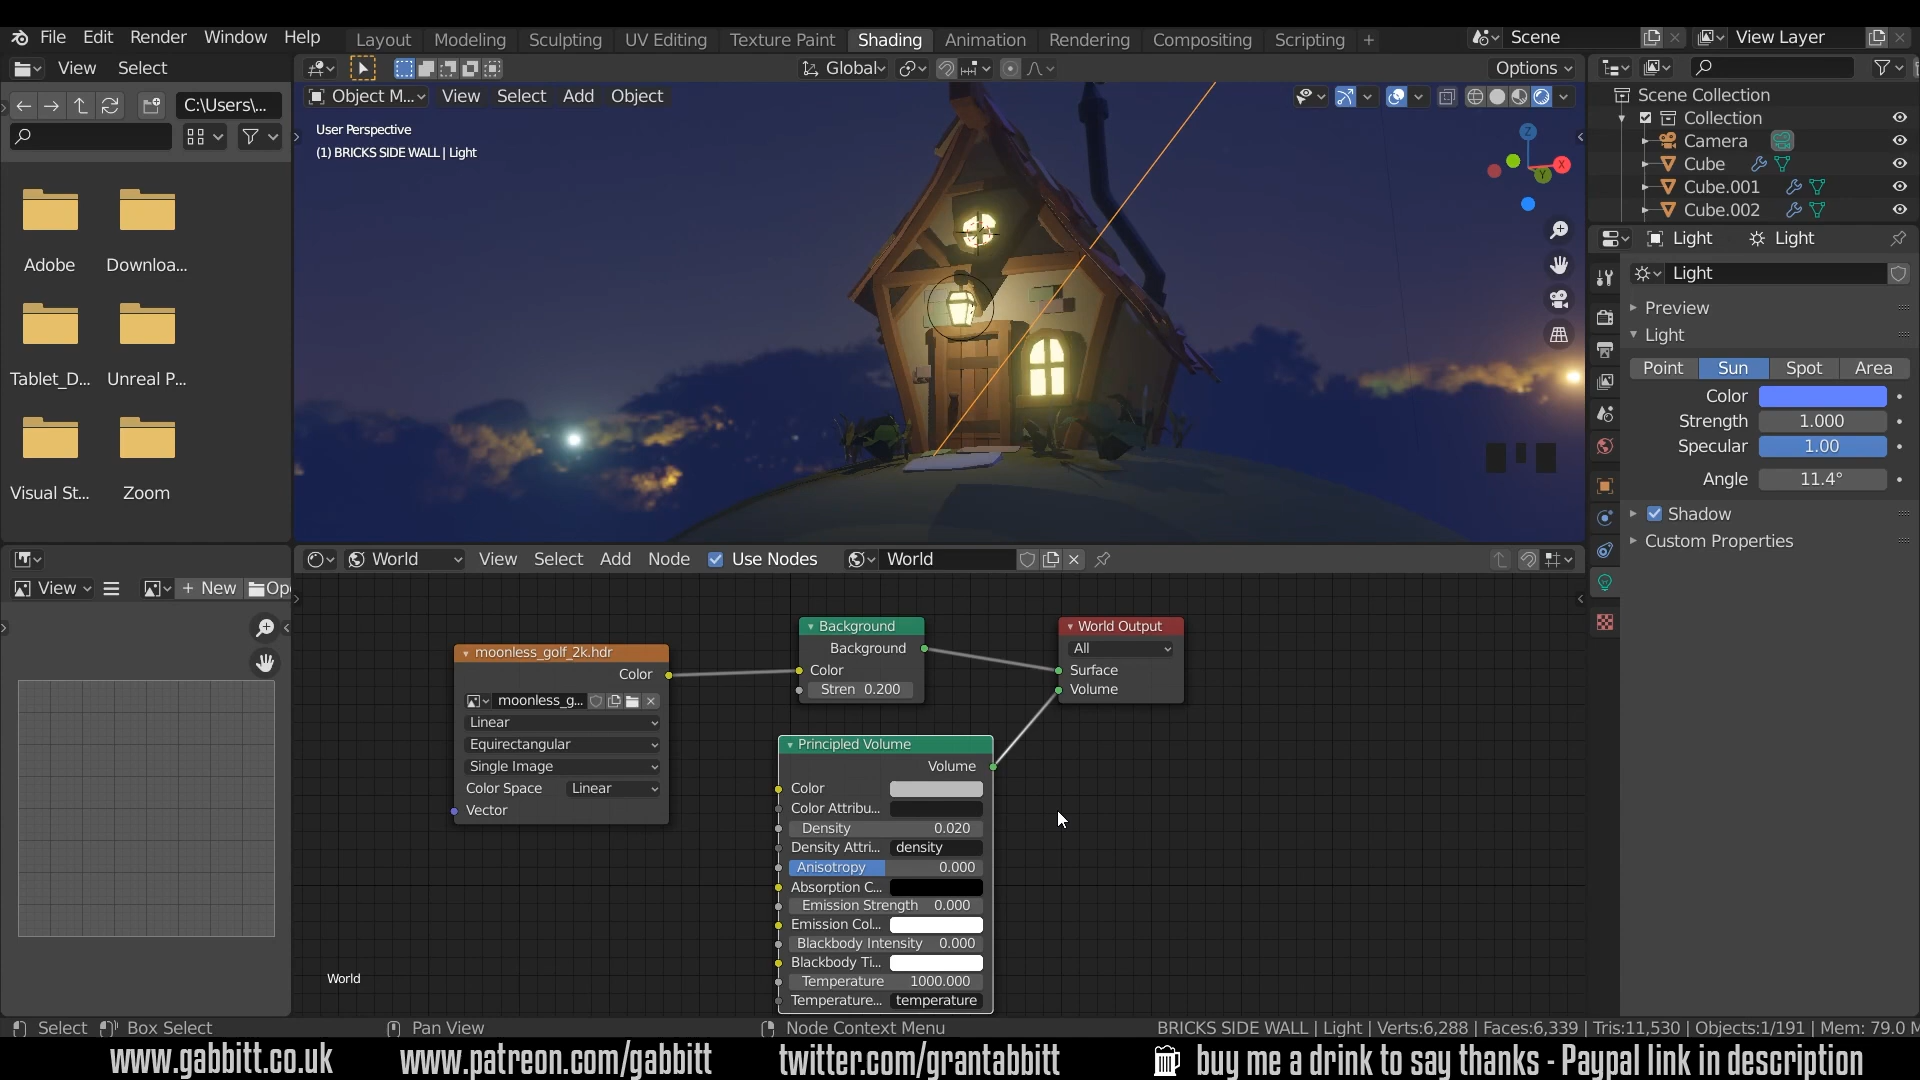 File Edit Render Window Help
Layout Modeling Sculpting UV Editing Texture Paint Shading Animation Rendering Compositing Scripting +
Scene View Layer
View Select
Global
Options
C:\Users\...
Object M... View Select Add Object
User Perspective
(1) BRICKS SIDE WALL | Light
Z
X
Y
Scene Collection
Collection
Camera
Cube
Cube.001
Cube.002
Adobe Downloa...
Tablet_D... Unreal P...
Visual St... Zoom
Light Light
Light
Preview
Light
Point Sun Spot Area
Color
Strength 1.000
Specular 1.00
Angle 11.4°
Shadow
Custom Properties
View + New Ope
World View Select Add Node Use Nodes World
moonless_golf_2k.hdr
Color
moonless_g...
Linear
Equirectangular
Single Image
Color Space Linear
Vector
Background
Background
Color
Stren 0.200
World Output
All
Surface
Volume
Principled Volume
Volume
Color
Color Attribu...
Density 0.020
Density Attri... density
Anisotropy 0.000
Absorption C...
Emission Strength 0.000
Emission Col...
Blackbody Intensity 0.000
Blackbody Ti...
Temperature 1000.000
Temperature... temperature
World
Select Box Select Pan View Node Context Menu BRICKS SIDE WALL | Light | Verts:6,288 | Faces:6,339 | Tris:11,530 | Objects:1/191 | Mem: 79.0 M
www.gabbitt.co.uk www.patreon.com/gabbitt twitter.com/grantabbitt buy me a drink to say thanks - Paypal link in description